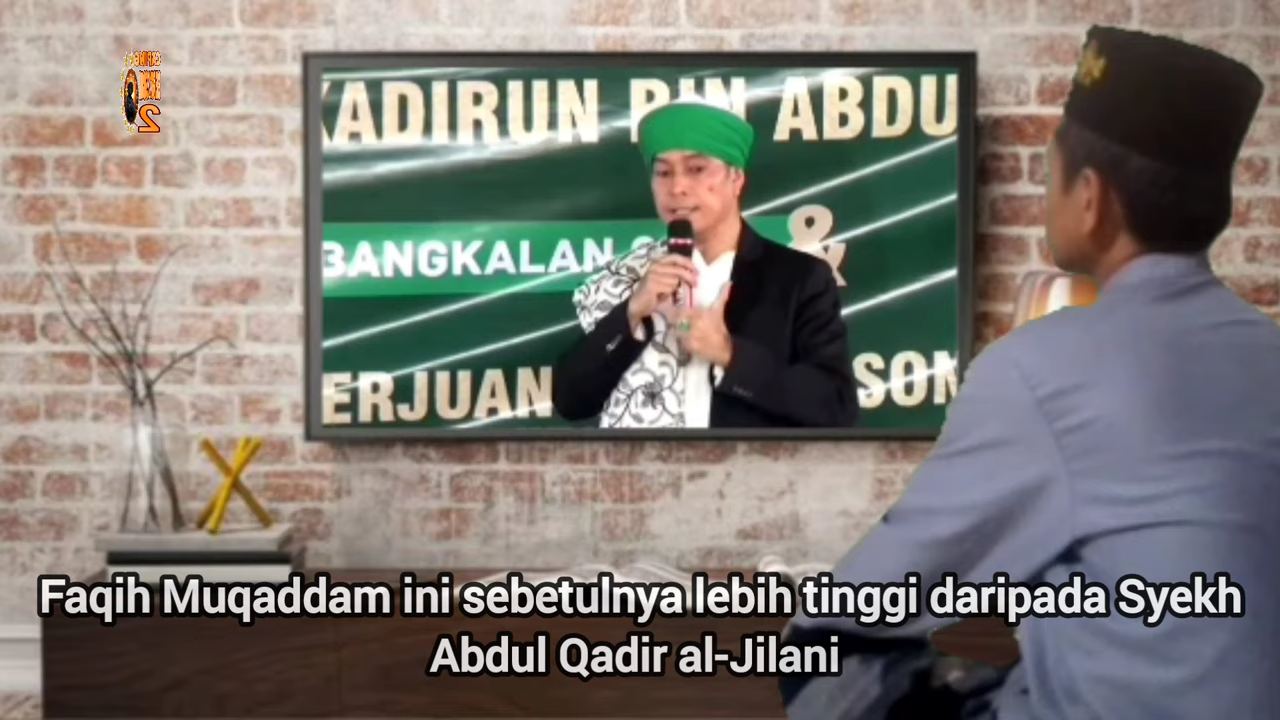 KADIRUN BIN ABDU
BANGKALAN
&
ERJUAN
SON
Faqih Muqaddam ini sebetulnya lebih tinggi daripada Syekh
Abdul Qadir al-Jilani